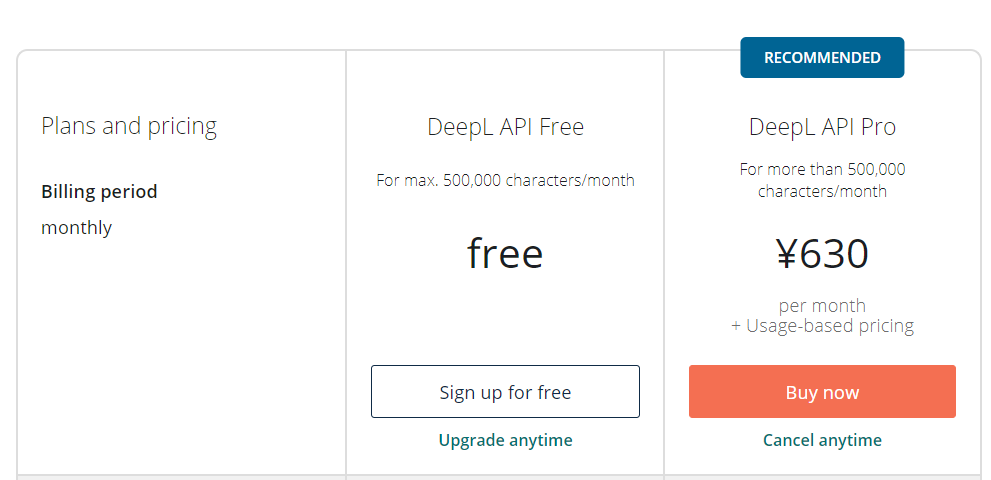 RECOMMENDED
Plans and pricing
Billing period
monthly
DeepL API Free
For max. 500,000 characters/month
free
Sign up for free
Upgrade anytime
DeepL API Pro
For more than 500,000
characters/month
¥630
per month
+ Usage-based pricing
Buy now
Cancel anytime